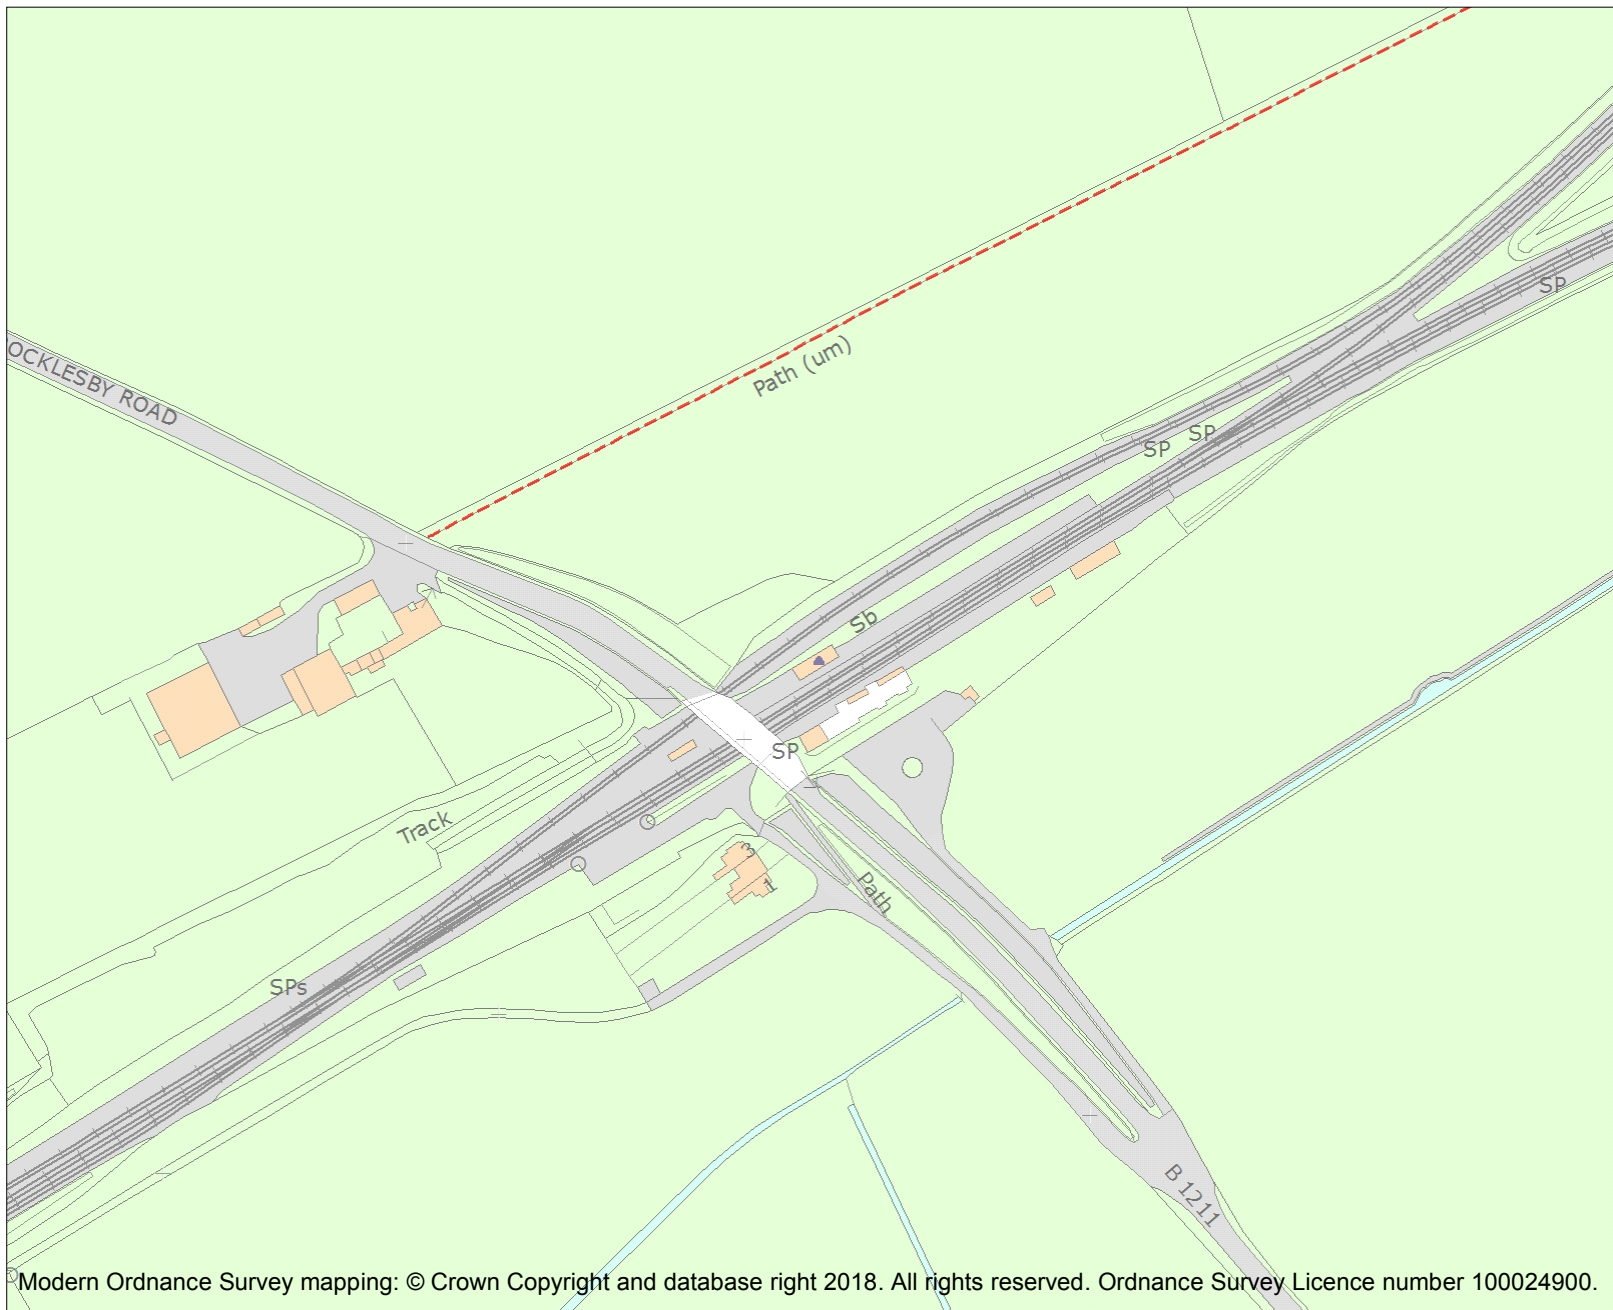 SP
OCKLESBY ROAD
Path (um)
SP
SP
Sb
SP
Track
3
1
Path
SPs
B 1211
Modern Ordnance Survey mapping: © Crown Copyright and database right 2018. All rights reserved. Ordnance Survey Licence number 100024900.